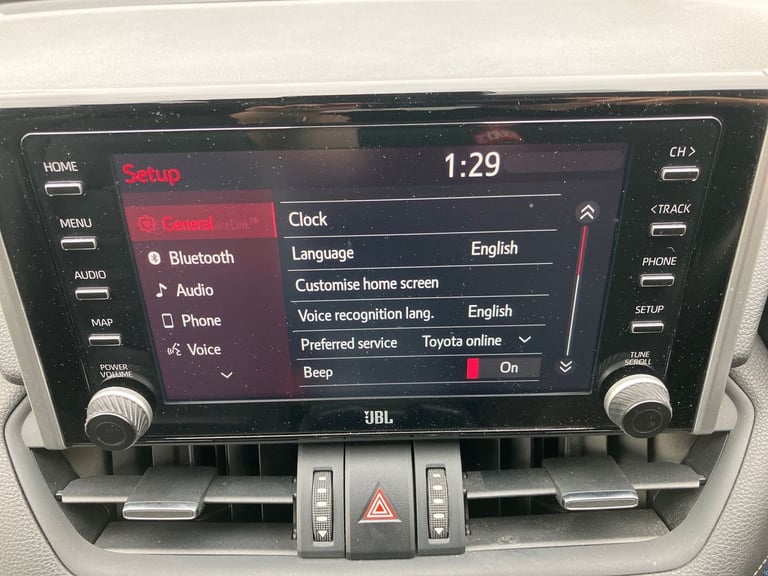 HOME
MENU
AUDIO
MAP
POWER
VOLUME
Setup
1:29
General
Bluetooth
Audio
Phone
Voice
Clock
Language English
Customise home screen
Voice recognition lang. English
Preferred service Toyota online
Beep On
CH >
< TRACK
PHONE
SETUP
TUNE
SCROLL
JBL